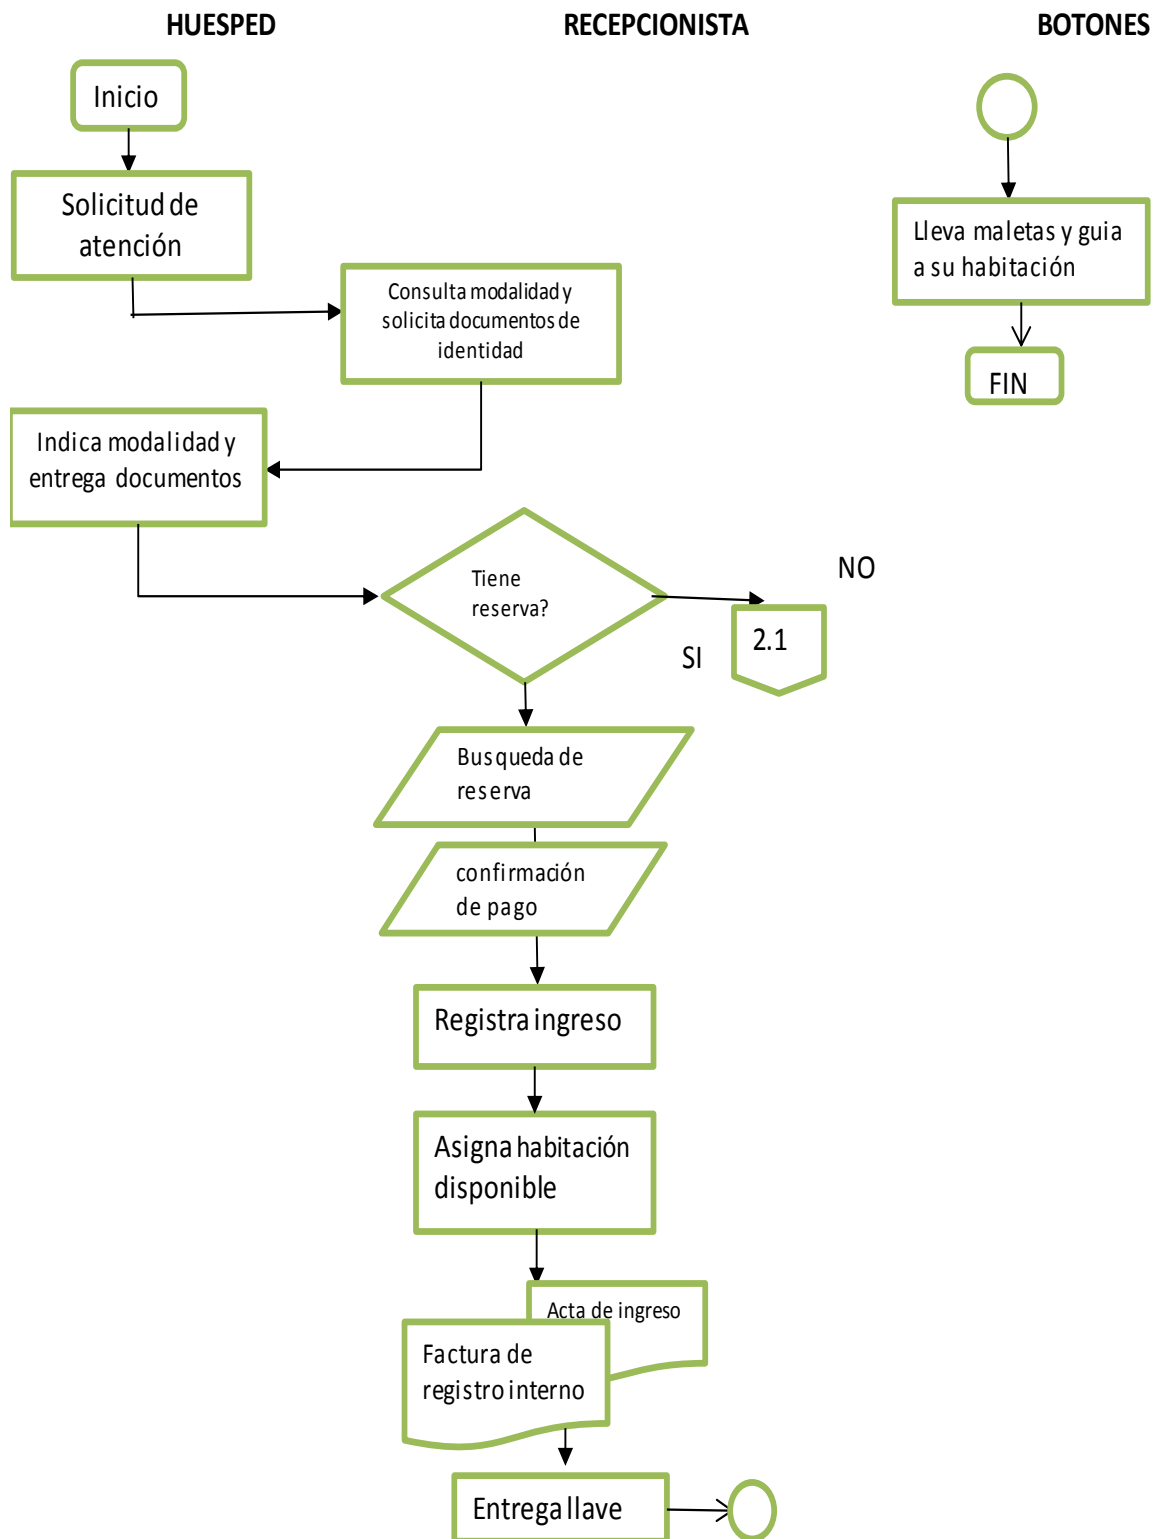 HUESPED
RECEPCIONISTA
BOTONES
Inicio
Solicitud de
atención
Lleva maletas y guia
a su habitación
Consulta modalidad y
solicita documentos de
identidad
FIN
Indica modalidad y
entrega documentos
Tiene
reserva?
NO
SI
2.1
Busqueda de
reserva
confirmación
de pago
Registra ingreso
Asigna habitación
disponible
Acta de ingreso
Factura de
registro interno
Entrega llave